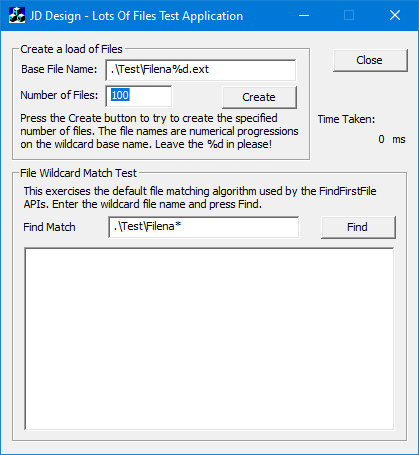 JD Design - Lots Of Files Test Application
Create a load of Files
Base File Name: .\Test\Filena%d.ext
Close
Number of Files: 100
Create
Press the Create button to try to create the specified
number of files. The file names are numerical progressions
on the wildcard base name. Leave the %d in please!
Time Taken:
0 ms
File Wildcard Match Test
This exercises the default file matching algorithm used by the FindFirstFile
APIs. Enter the wildcard file name and press Find.
Find Match .\Test\Filena*
Find